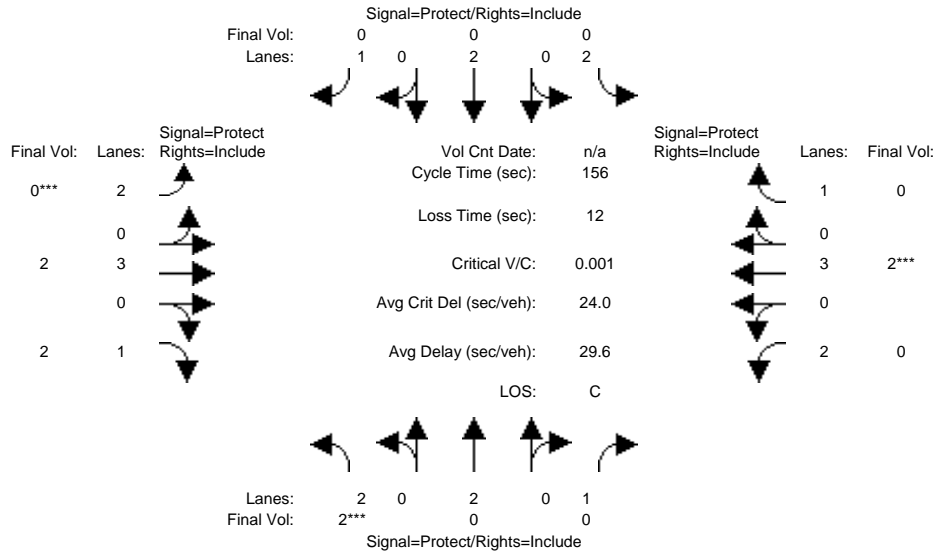 Signal=Protect/Rights=Include
Final Vol: 0 0 0
Lanes: 1 0 2 0 2
Signal=Protect Signal=Protect
Final Vol: Lanes: Rights=Include Vol Cnt Date: n/a Rights=Include Lanes: Final Vol:
Cycle Time (sec): 156
0*** 2 1 0
Loss Time (sec): 12
0 0
2 3 Critical V/C: 0.001 3 2***
0 Avg Crit Del (sec/veh): 24.0 0
2 1 Avg Delay (sec/veh): 29.6 2 0
LOS: C
Lanes: 2 0 2 0 1
Final Vol: 2*** 0 0
Signal=Protect/Rights=Include